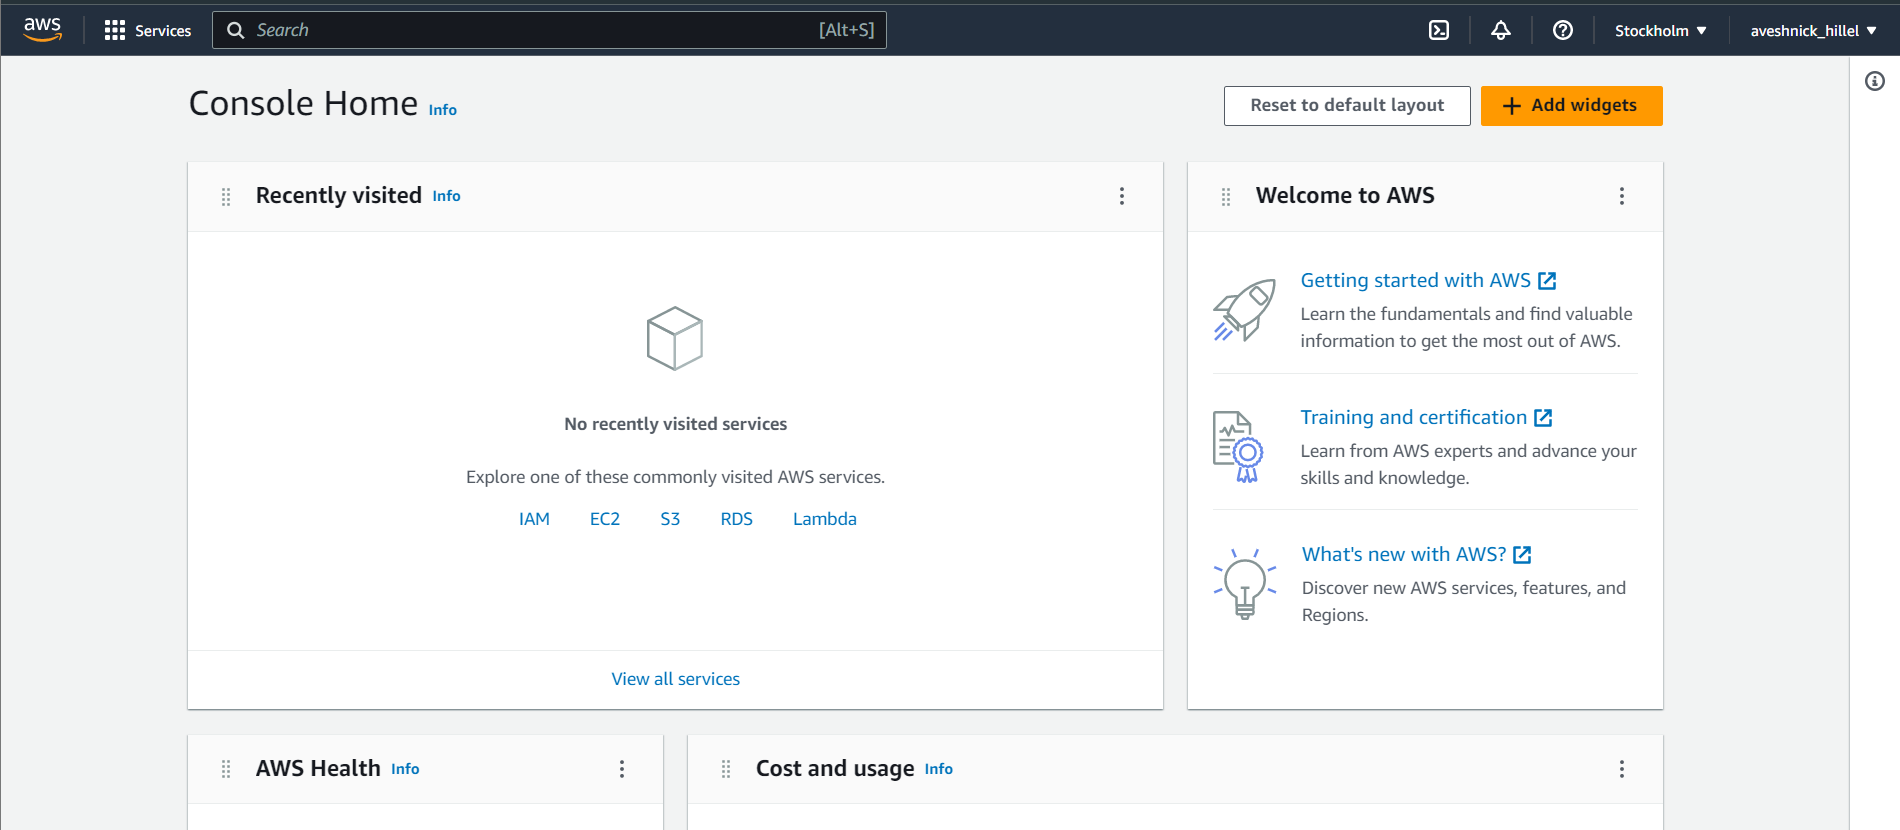 aws
Services
Search
[Alt+S]
Stockholm
aveshnick_hillel
Console Home Info
Reset to default layout
Add widgets
Recently visited Info
No recently visited services
Explore one of these commonly visited AWS services.
IAM EC2 S3 RDS Lambda
View all services
Welcome to AWS
Getting started with AWS
Learn the fundamentals and find valuable
information to get the most out of AWS.
Training and certification
Learn from AWS experts and advance your
skills and knowledge.
What's new with AWS?
Discover new AWS services, features, and
Regions.
AWS Health Info
Cost and usage Info